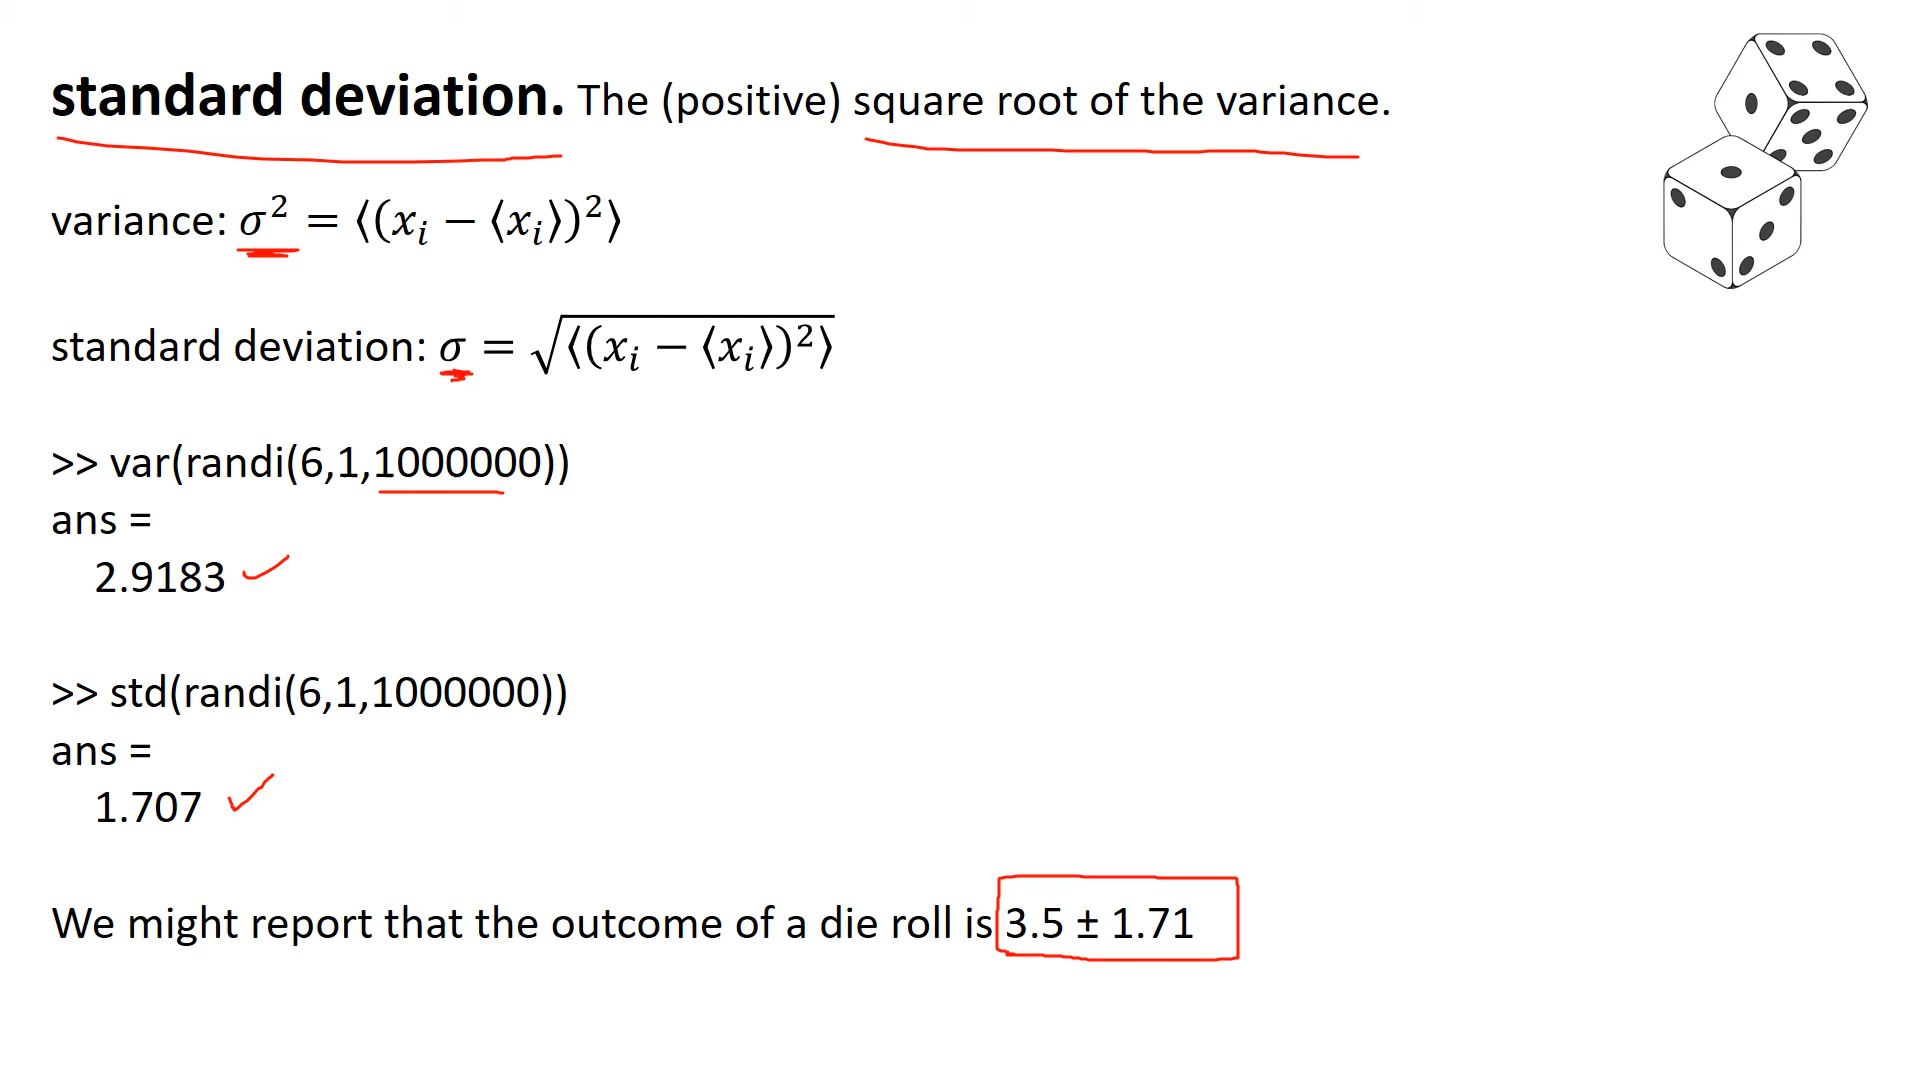 standard deviation. The (positive) square root of the variance.
variance: σ² = ⟨(xᵢ − ⟨xᵢ⟩)²⟩
standard deviation: σ = √⟨(xᵢ − ⟨xᵢ⟩)²⟩
>> var(randi(6,1,1000000))
ans =
2.9183
>> std(randi(6,1,1000000))
ans =
1.707
We might report that the outcome of a die roll is 3.5 ± 1.71